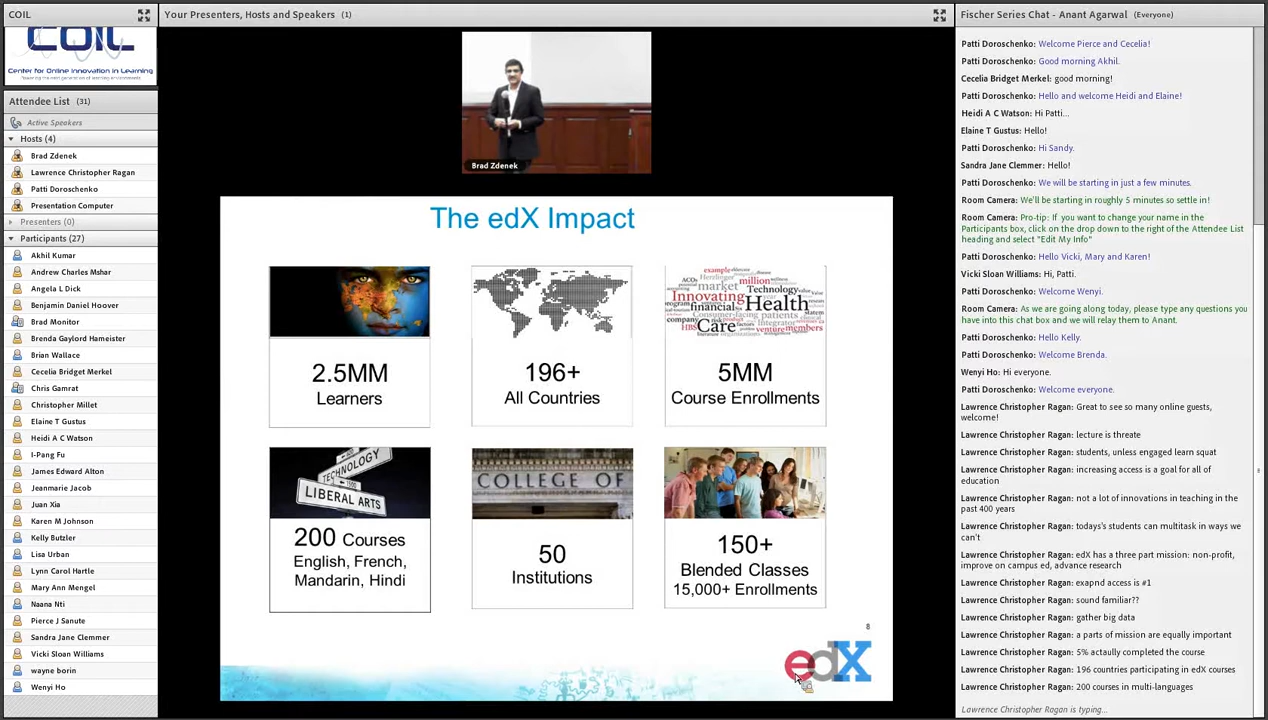 COIL
COIL
Center for Online Innovation in Learning
Attendee List (31)
Active Speakers
Hosts (4)
Brad Zdenek
Lawrence Christopher Ragan
Patti Doroschenko
Presentation Computer
Presenters (0)
Participants (27)
Akhil Kumar
Andrew Charles Mshar
Angela L Dick
Benjamin Daniel Hoover
Brad Monitor
Brenda Gaylord Hameister
Brian Wallace
Cecelia Bridget Merkel
Chris Gamrat
Christopher Millet
Elaine T Gustus
Heidi A C Watson
I-Pang Fu
James Edward Alton
Jeanmarie Jacob
Juan Xia
Karen M Johnson
Kelly Butzler
Lisa Urban
Lynn Carol Hartle
Mary Ann Mengel
Naana Nti
Pierce J Sanute
Sandra Jane Clemmer
Vicki Sloan Williams
wayne borin
Wenyi Ho
Your Presenters, Hosts and Speakers (1)
Brad Zdenek
The edX Impact
2.5MM
Learners
196+
All Countries
example
ACOs
Herzlinger
market
million
Technology
Innovating
financial
Health
Consumer-facing patients
company
Care
Integrator
HBS
venture
members
5MM
Course Enrollments
TECHNOLOGY
LIBERAL ARTS
200 Courses
English, French,
Mandarin, Hindi
COLLEGE OF
50
Institutions
150+
Blended Classes
15,000+ Enrollments
8
edX
Fischer Series Chat - Anant Agarwal (Everyone)
Patti Doroschenko: Welcome Pierce and Cecelia!
Patti Doroschenko: Good morning Akhil.
Cecelia Bridget Merkel: good morning!
Patti Doroschenko: Hello and welcome Heidi and Elaine!
Heidi A C Watson: Hi Patti...
Elaine T Gustus: Hello!
Patti Doroschenko: Hi Sandy.
Sandra Jane Clemmer: Hello!
Patti Doroschenko: We will be starting in just a few minutes.
Room Camera: We'll be starting in roughly 5 minutes so settle in!
Room Camera: Pro-tip: If you want to change your name in the
Participants box, click on the drop down to the right of the Attendee List
heading and select "Edit My Info"
Patti Doroschenko: Hello Vicki, Mary and Karen!
Vicki Sloan Williams: Hi, Patti.
Patti Doroschenko: Welcome Wenyi.
Room Camera: As we are going along today, please type any questions you
have into this chat box and we will relay them to Anant.
Patti Doroschenko: Hello Kelly.
Patti Doroschenko: Welcome Brenda.
Wenyi Ho: Hi everyone.
Patti Doroschenko: Welcome everyone.
Lawrence Christopher Ragan: Great to see so many online guests,
welcome!
Lawrence Christopher Ragan: lecture is threate
Lawrence Christopher Ragan: students, unless engaged learn squat
Lawrence Christopher Ragan: increasing access is a goal for all of
education
Lawrence Christopher Ragan: not a lot of innovations in teaching in the
past 400 years
Lawrence Christopher Ragan: todays's students can multitask in ways we
can't
Lawrence Christopher Ragan: edX has a three part mission: non-profit,
improve on campus ed, advance research
Lawrence Christopher Ragan: exapnd access is #1
Lawrence Christopher Ragan: sound familiar??
Lawrence Christopher Ragan: gather big data
Lawrence Christopher Ragan: a parts of mission are equally important
Lawrence Christopher Ragan: 5% actaully completed the course
Lawrence Christopher Ragan: 196 countries participating in edX courses
Lawrence Christopher Ragan: 200 courses in multi-languages
Lawrence Christopher Ragan is typing...